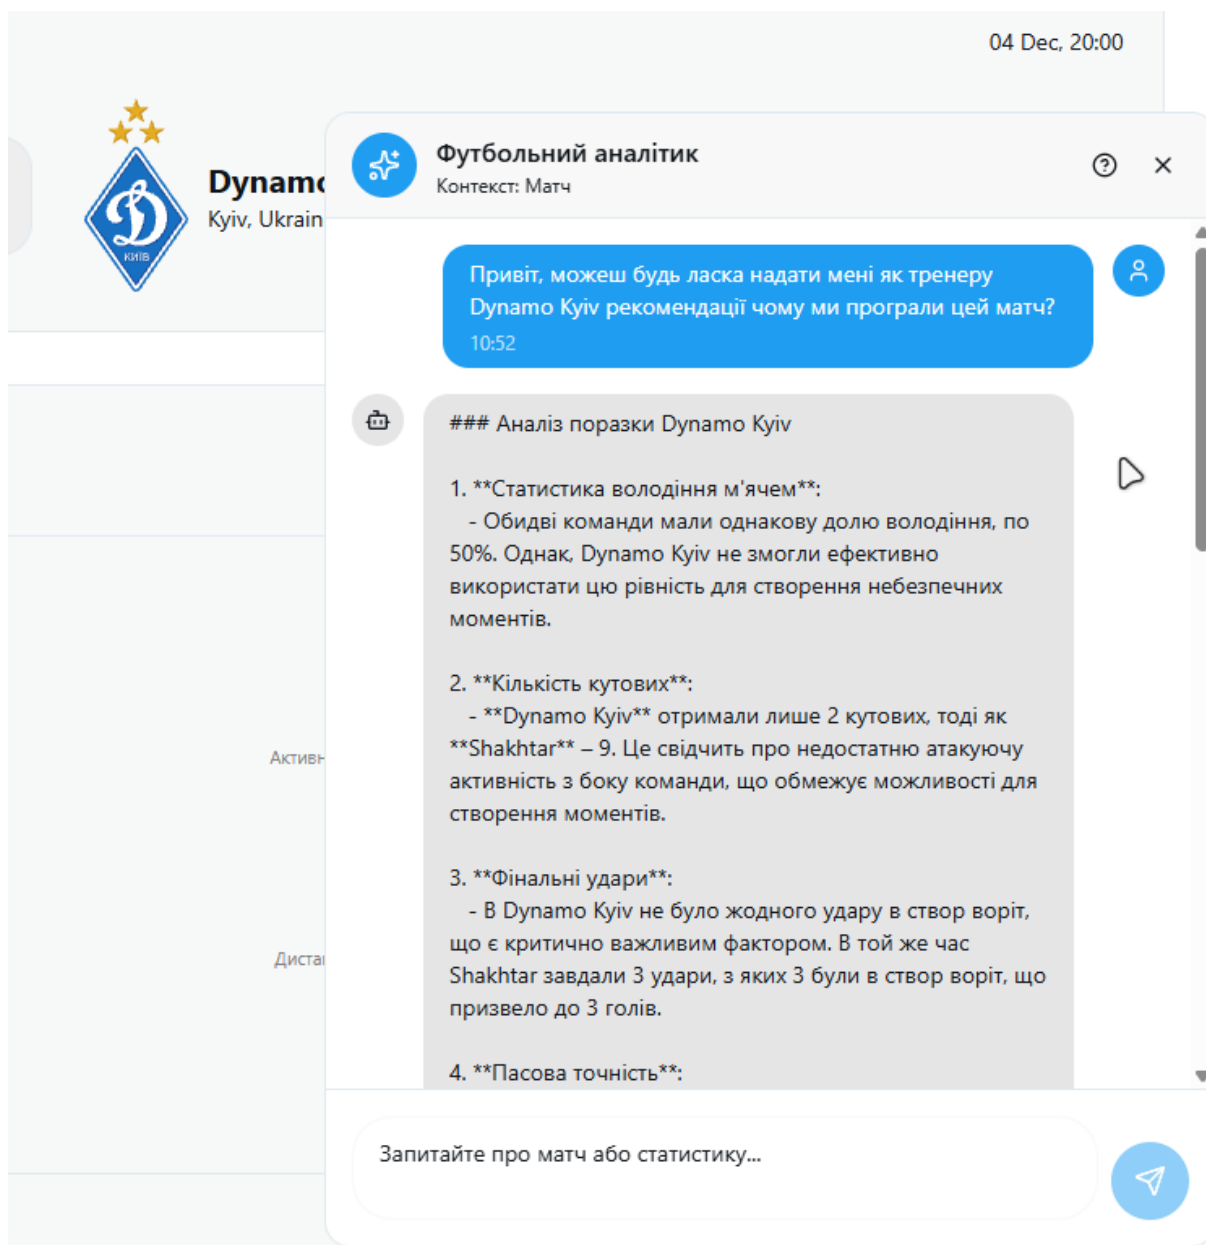 04 Dec, 20:00
КИЇВ
Dynamo
Kyiv, Ukrain
Футбольний аналітик
Контекст: Матч
Привіт, можеш будь ласка надати мені як тренеру
Dynamo Kyiv рекомендації чому ми програли цей матч?
10:52
### Аналіз поразки Dynamo Kyiv
1. **Статистика володіння м'ячем**:
- Обидві команди мали однакову долю володіння, по
50%. Однак, Dynamo Kyiv не змогли ефективно
використати цю рівність для створення небезпечних
моментів.
2. **Кількість кутових**:
- **Dynamo Kyiv** отримали лише 2 кутових, тоді як
**Shakhtar** – 9. Це свідчить про недостатню атакуючу
активність з боку команди, що обмежує можливості для
створення моментів.
3. **Фінальні удари**:
- В Dynamo Kyiv не було жодного удару в створ воріт,
що є критично важливим фактором. В той же час
Shakhtar завдали 3 удари, з яких 3 були в створ воріт, що
призвело до 3 голів.
4. **Пасова точність**:
Активн
Диста
Запитайте про матч або статистику...